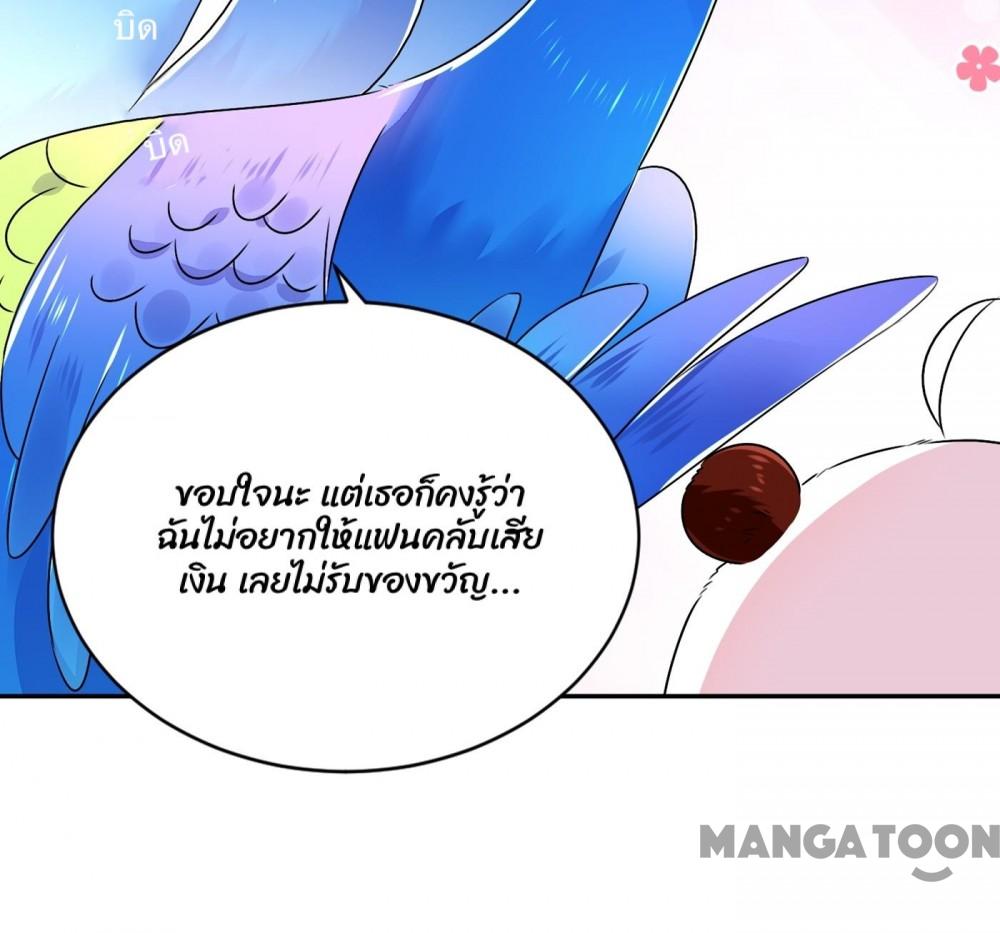 บิด
บิด
ขอบใจนะ แต่เธอก็คงรู้ว่า
ฉันไม่อยากให้แฟนคลับเสีย
เงิน เลยไม่รับของขวัญ...
MANGATOON